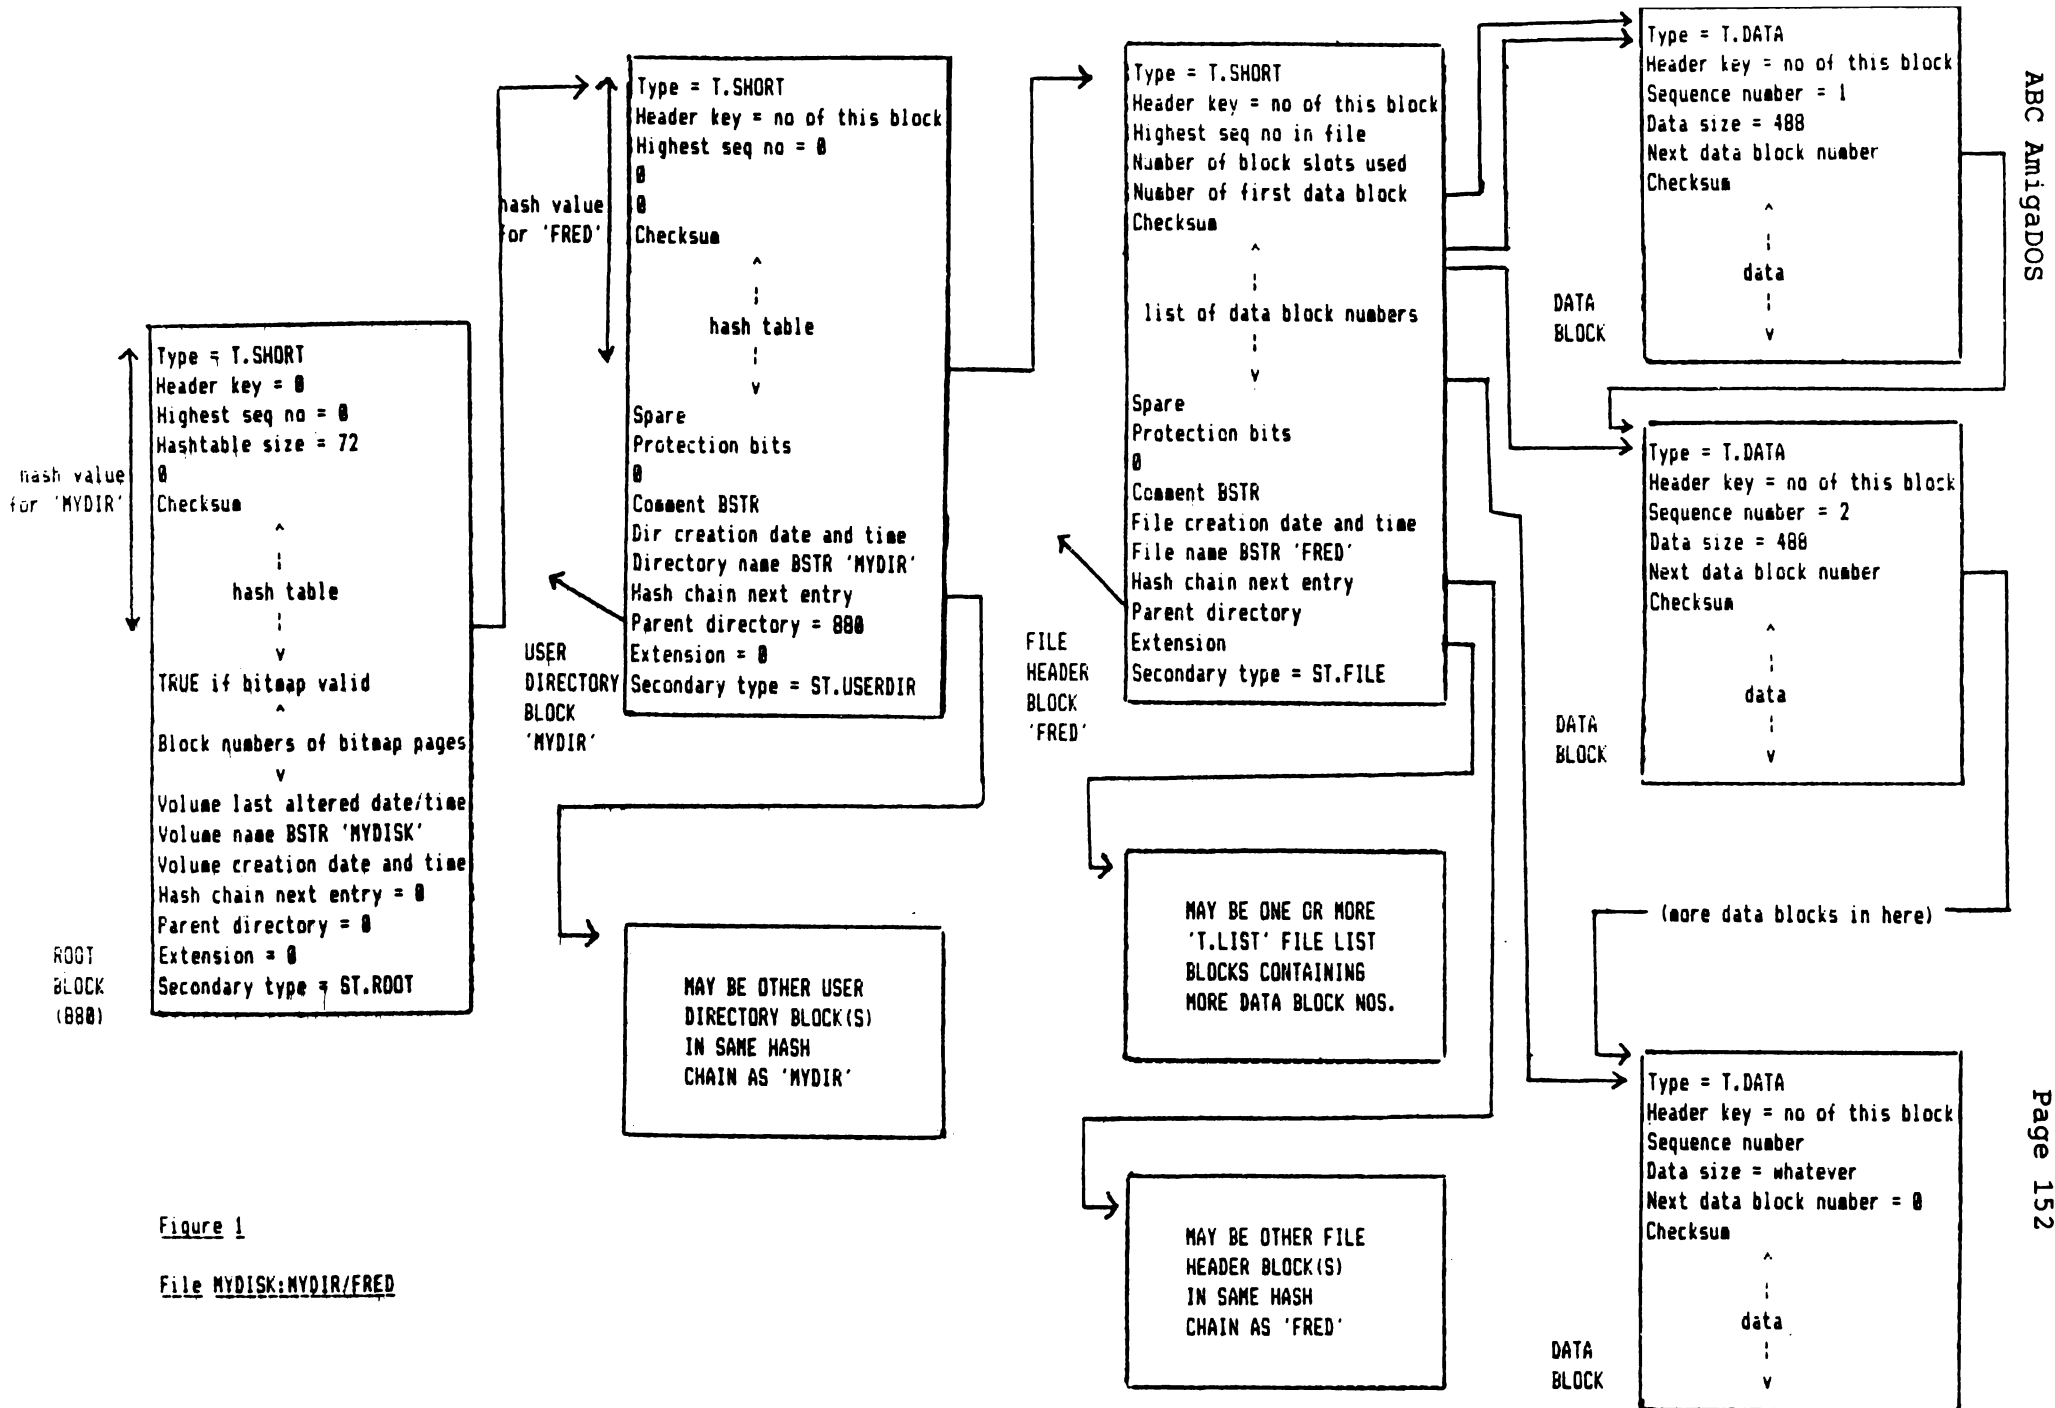 ABC AmigaDOS
Page 152
hash value
for 'MYDIR'
Type = T.SHORT
Header key = 0
Highest seq no = 0
Hashtable size = 72
0
Checksum
^
¦
hash table
¦
v
TRUE if bitmap valid
^
Block numbers of bitmap pages
v
Volume last altered date/time
Volume name BSTR 'MYDISK'
Volume creation date and time
Hash chain next entry = 0
Parent directory = 0
Extension = 0
Secondary type = ST.ROOT
ROOT
BLOCK
(880)
hash value
for 'FRED'
Type = T.SHORT
Header key = no of this block
Highest seq no = 0
0
0
Checksum
^
¦
hash table
¦
v
Spare
Protection bits
0
Comment BSTR
Dir creation date and time
Directory name BSTR 'MYDIR'
Hash chain next entry
Parent directory = 880
Extension = 0
Secondary type = ST.USERDIR
USER
DIRECTORY
BLOCK
'MYDIR'
MAY BE OTHER USER
DIRECTORY BLOCK(S)
IN SAME HASH
CHAIN AS 'MYDIR'
Type = T.SHORT
Header key = no of this block
Highest seq no in file
Number of block slots used
Number of first data block
Checksum
^
¦
list of data block numbers
¦
v
Spare
Protection bits
0
Comment BSTR
File creation date and time
File name BSTR 'FRED'
Hash chain next entry
Parent directory
Extension
Secondary type = ST.FILE
FILE
HEADER
BLOCK
'FRED'
MAY BE ONE OR MORE
'T.LIST' FILE LIST
BLOCKS CONTAINING
MORE DATA BLOCK NOS.
MAY BE OTHER FILE
HEADER BLOCK(S)
IN SAME HASH
CHAIN AS 'FRED'
Type = T.DATA
Header key = no of this block
Sequence number = 1
Data size = 488
Next data block number
Checksum
^
¦
data
¦
v
DATA
BLOCK
Type = T.DATA
Header key = no of this block
Sequence number = 2
Data size = 488
Next data block number
Checksum
^
¦
data
¦
v
DATA
BLOCK
(more data blocks in here)
Type = T.DATA
Header key = no of this block
Sequence number
Data size = whatever
Next data block number = 0
Checksum
^
¦
data
¦
v
DATA
BLOCK
Figure 1
File MYDISK:MYDIR/FRED